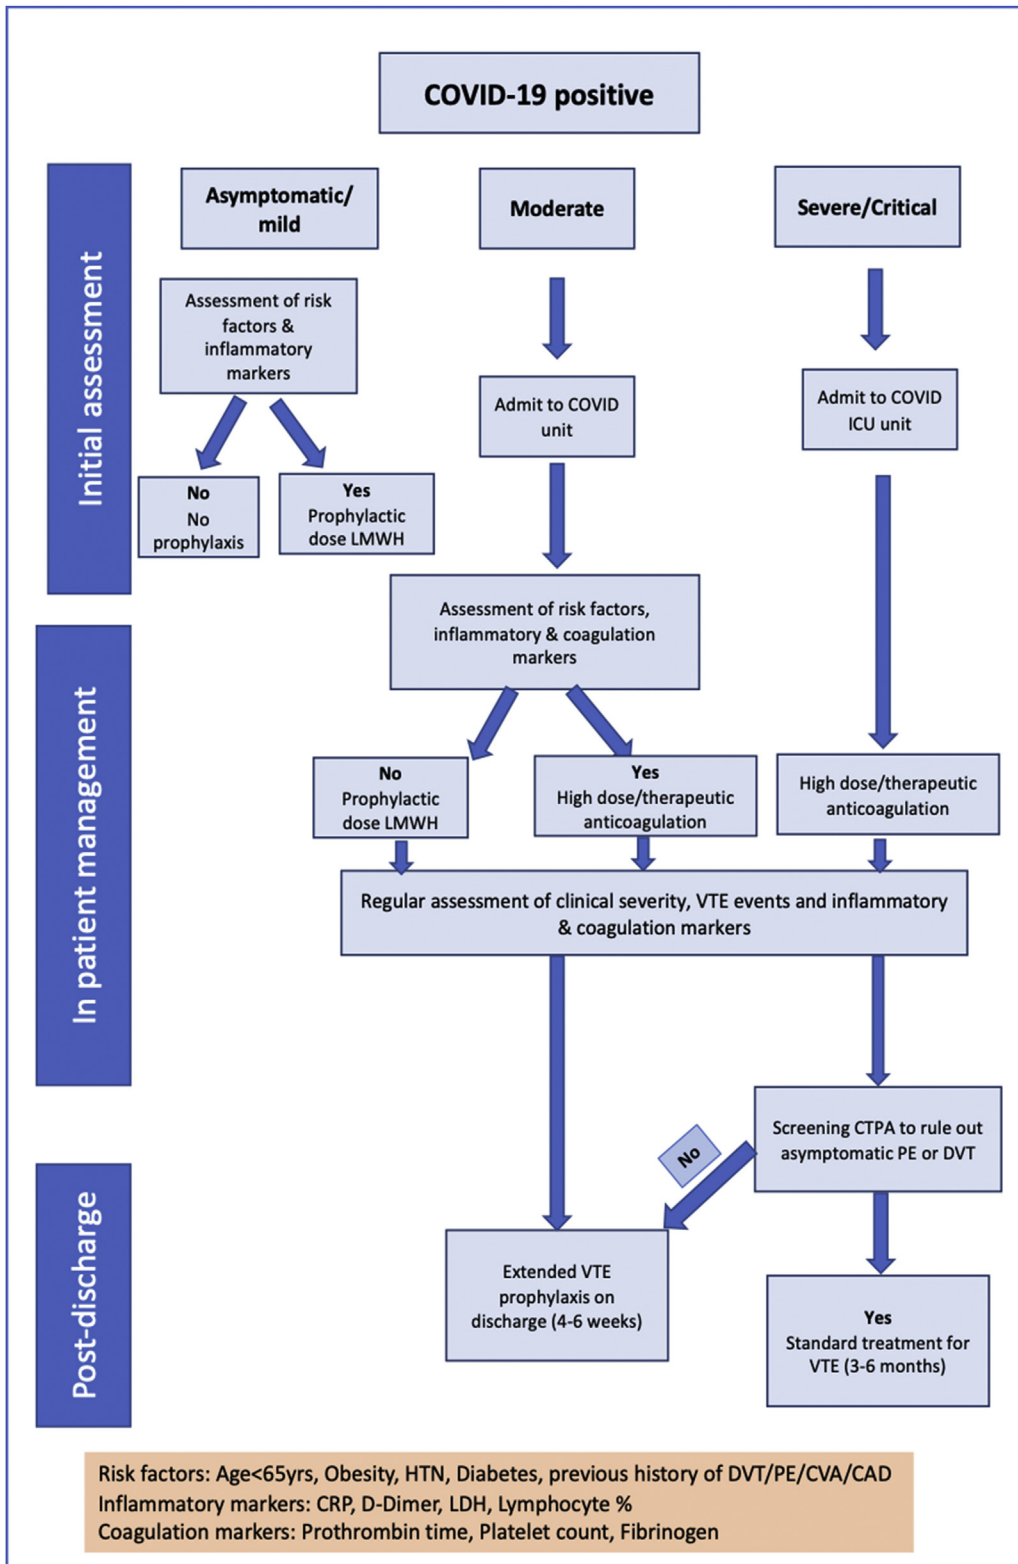 COVID-19 positive
Initial assessment
Asymptomatic/
mild
Moderate
Severe/Critical
Assessment of risk
factors &
inflammatory
markers
Admit to COVID
unit
Admit to COVID
ICU unit
No
No
prophylaxis
Yes
Prophylactic
dose LMWH
Assessment of risk factors,
inflammatory & coagulation
markers
In patient management
No
Prophylactic
dose LMWH
Yes
High dose/therapeutic
anticoagulation
High dose/therapeutic
anticoagulation
Regular assessment of clinical severity, VTE events and inflammatory
& coagulation markers
Screening CTPA to rule out
asymptomatic PE or DVT
No
Post-discharge
Extended VTE
prophylaxis on
discharge (4-6 weeks)
Yes
Standard treatment for
VTE (3-6 months)
Risk factors: Age<65yrs, Obesity, HTN, Diabetes, previous history of DVT/PE/CVA/CAD
Inflammatory markers: CRP, D-Dimer, LDH, Lymphocyte %
Coagulation markers: Prothrombin time, Platelet count, Fibrinogen